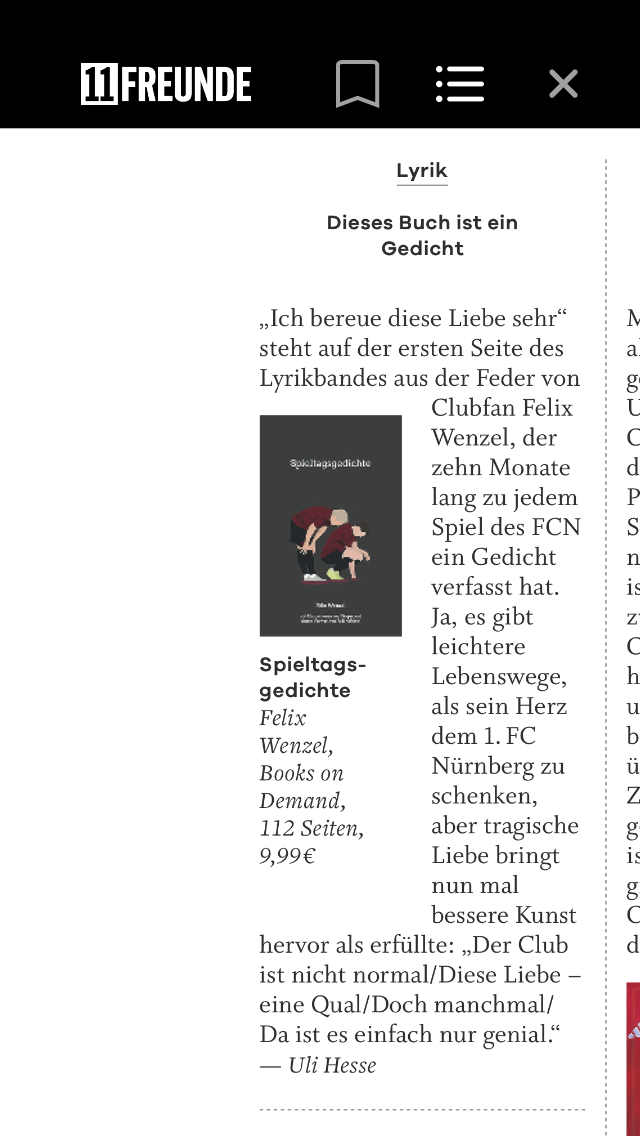 11FREUNDE
Lyrik
Dieses Buch ist ein
Gedicht
„Ich bereue diese Liebe sehr“
steht auf der ersten Seite des
Lyrikbandes aus der Feder von
Clubfan Felix
Wenzel, der
zehn Monate
lang zu jedem
Spiel des FCN
ein Gedicht
verfasst hat.
Ja, es gibt
leichtere
Lebenswege,
als sein Herz
dem 1. FC
Nürnberg zu
schenken,
aber tragische
Liebe bringt
nun mal
bessere Kunst
hervor als erfüllte: „Der Club
ist nicht normal/Diese Liebe –
eine Qual/Doch manchmal/
Da ist es einfach nur genial.“
— Uli Hesse
Spieltagsgedichte
Felix Wenzel
Spieltags-
gedichte
Felix
Wenzel,
Books on
Demand,
112 Seiten,
9,99€